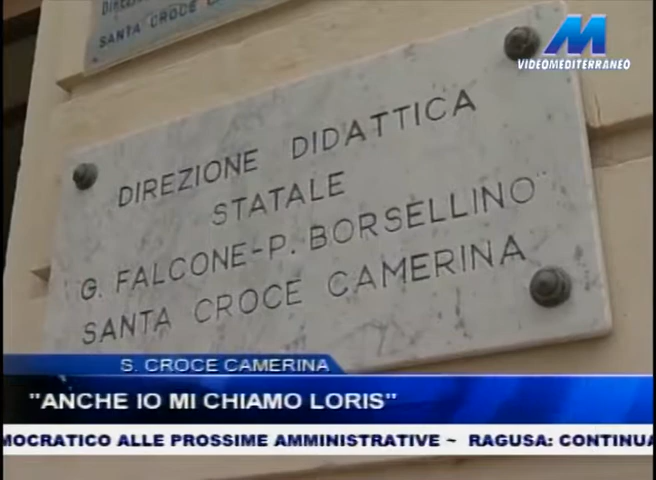 DIREZIONE
SANTA CROCE
M
VIDEOMEDITERRANEO
DIREZIONE DIDATTICA
STATALE
G. FALCONE-P. BORSELLINO"
SANTA CROCE CAMERINA
S. CROCE CAMERINA
"ANCHE IO MI CHIAMO LORIS"
MOCRATICO ALLE PROSSIME AMMINISTRATIVE ~ RAGUSA: CONTINUA